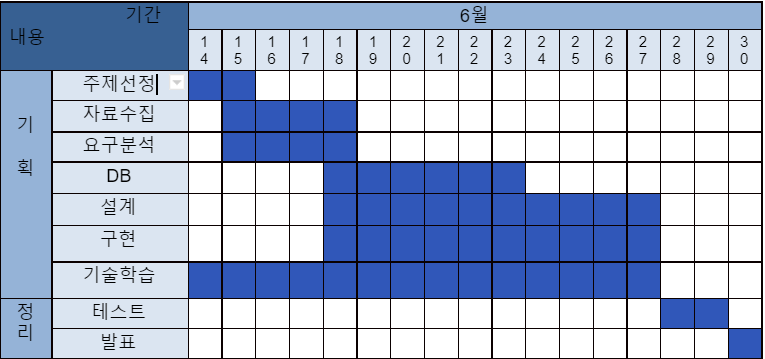 기간
내용
6월
14 15 16 17 18 19 20 21 22 23 24 25 26 27 28 29 30
기획
주제선정
자료수집
요구분석
DB
설계
구현
기술학습
정리
테스트
발표